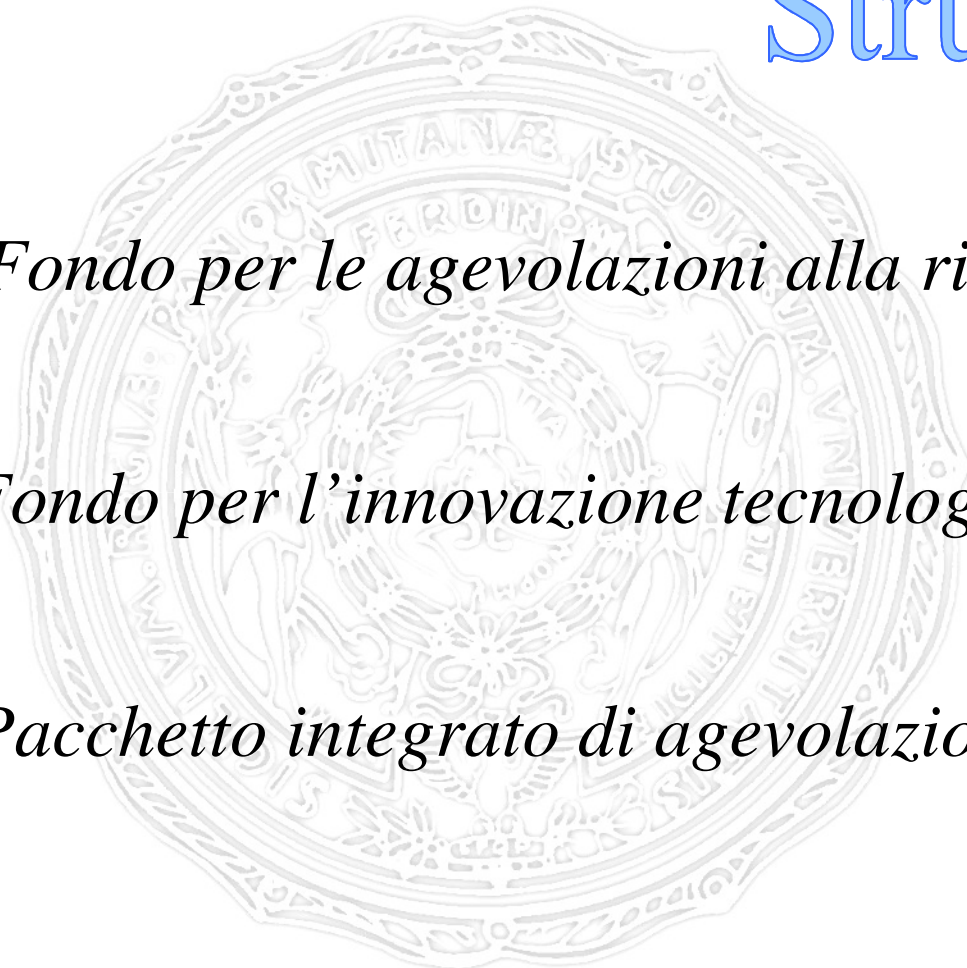 Stru
Fondo per le agevolazioni alla ri
Fondo per l’innovazione tecnolog
Pacchetto integrato di agevolazio